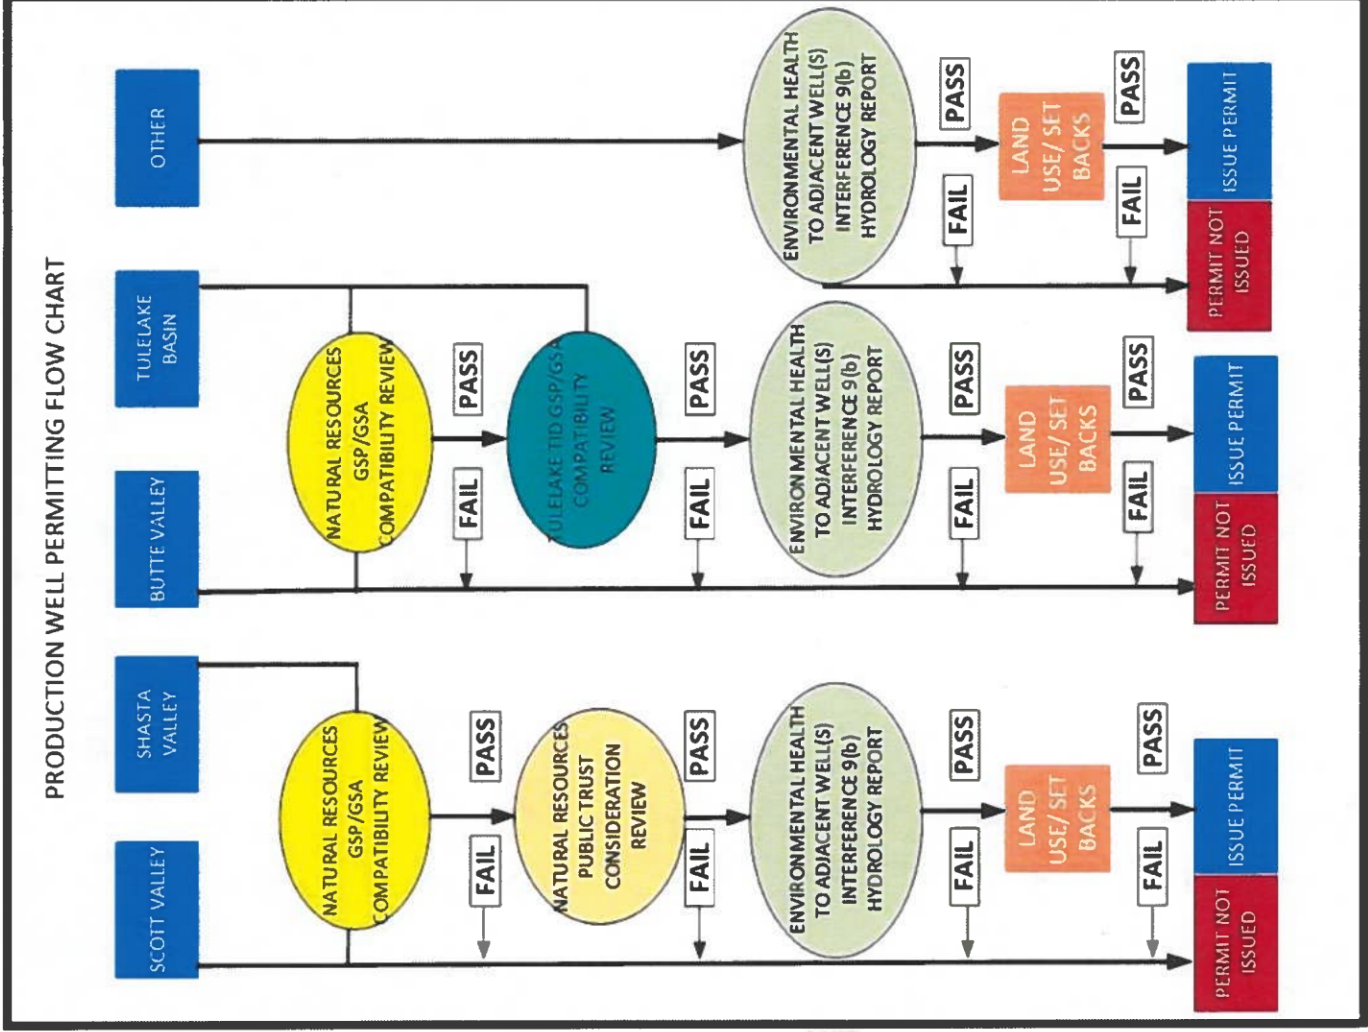 PRODUCTION WELL PERMITTING FLOW CHART
SCOTT VALLEY
SHASTA
VALLEY
BUTTE VALLEY
TULELAKE
BASIN
OTHER
NATURAL RESOURCES
GSP/GSA
COMPATIBILITY REVIEW
FAIL
PASS
NATURAL RESOURCES
PUBLIC TRUST
CONSIDERATION
REVIEW
FAIL
PASS
ENVIRONMENTAL HEALTH
TO ADJACENT WELL(S)
INTERFERENCE 9(b)
HYDROLOGY REPORT
FAIL
PASS
LAND
USE/ SET
BACKS
FAIL
PASS
PERMIT NOT
ISSUED
ISSUE PERMIT
NATURAL RESOURCES
GSP/GSA
COMPATIBILITY REVIEW
FAIL
PASS
TULELAKE TID GSP/GSA
COMPATIBILITY
REVIEW
FAIL
PASS
ENVIRONMENTAL HEALTH
TO ADJACENT WELL(S)
INTERFERENCE 9(b)
HYDROLOGY REPORT
FAIL
PASS
LAND
USE/ SET
BACKS
FAIL
PASS
PERMIT NOT
ISSUED
ISSUE PERMIT
ENVIRONMENTAL HEALTH
TO ADJACENT WELL(S)
INTERFERENCE 9(b)
HYDROLOGY REPORT
FAIL
PASS
LAND
USE/ SET
BACKS
FAIL
PASS
PERMIT NOT
ISSUED
ISSUE PERMIT